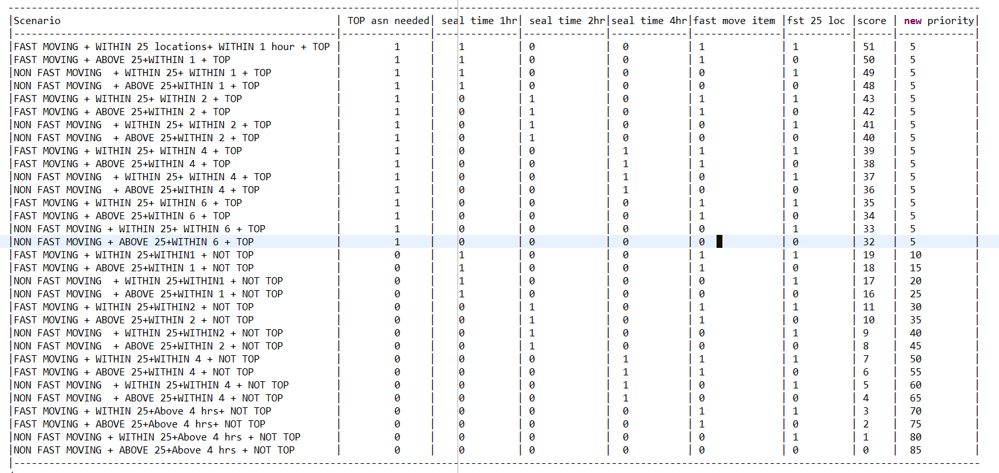 -----------------------------------------------------------------------------------------------------------------------------------------------------------------------
|Scenario | TOP asn needed| seal time 1hr| seal time 2hr|seal time 4hr|fast move item |fst 25 loc |score | new priority|
|-------------------------------------------------------|---------------|--------------|--------------|-------------|---------------|-----------|------|-------------|
|FAST MOVING + WITHIN 25 locations+ WITHIN 1 hour + TOP | 1 | 1 | 0 | 0 | 1 | 1 | 51 | 5 |
|FAST MOVING + ABOVE 25+WITHIN 1 + TOP | 1 | 1 | 0 | 0 | 1 | 0 | 50 | 5 |
|NON FAST MOVING  + WITHIN 25+ WITHIN 1 + TOP | 1 | 1 | 0 | 0 | 0 | 1 | 49 | 5 |
|NON FAST MOVING  + ABOVE 25+WITHIN 1 + TOP | 1 | 1 | 0 | 0 | 0 | 0 | 48 | 5 |
|FAST MOVING + WITHIN 25+ WITHIN 2 + TOP | 1 | 0 | 1 | 0 | 1 | 1 | 43 | 5 |
|FAST MOVING + ABOVE 25+WITHIN 2 + TOP | 1 | 0 | 1 | 0 | 1 | 0 | 42 | 5 |
|NON FAST MOVING  + WITHIN 25+ WITHIN 2 + TOP | 1 | 0 | 1 | 0 | 0 | 1 | 41 | 5 |
|NON FAST MOVING  + ABOVE 25+WITHIN 2 + TOP | 1 | 0 | 1 | 0 | 0 | 0 | 40 | 5 |
|FAST MOVING + WITHIN 25+ WITHIN 4 + TOP | 1 | 0 | 0 | 1 | 1 | 1 | 39 | 5 |
|FAST MOVING + ABOVE 25+WITHIN 4 + TOP | 1 | 0 | 0 | 1 | 1 | 0 | 38 | 5 |
|NON FAST MOVING  + WITHIN 25+ WITHIN 4 + TOP | 1 | 0 | 0 | 1 | 0 | 1 | 37 | 5 |
|NON FAST MOVING  + ABOVE 25+WITHIN 4 + TOP | 1 | 0 | 0 | 1 | 0 | 0 | 36 | 5 |
|FAST MOVING + WITHIN 25+ WITHIN 6 + TOP | 1 | 0 | 0 | 0 | 1 | 1 | 35 | 5 |
|FAST MOVING + ABOVE 25+WITHIN 6 + TOP | 1 | 0 | 0 | 0 | 1 | 0 | 34 | 5 |
|NON FAST MOVING + WITHIN 25+ WITHIN 6 + TOP | 1 | 0 | 0 | 0 | 0 | 1 | 33 | 5 |
|NON FAST MOVING + ABOVE 25+WITHIN 6 + TOP | 1 | 0 | 0 | 0 | 0 | 0 | 32 | 5 |
|FAST MOVING + WITHIN 25+WITHIN1 + NOT TOP | 0 | 1 | 0 | 0 | 1 | 1 | 19 | 10 |
|FAST MOVING + ABOVE 25+WITHIN 1 + NOT TOP | 0 | 1 | 0 | 0 | 1 | 0 | 18 | 15 |
|NON FAST MOVING  + WITHIN 25+WITHIN1 + NOT TOP | 0 | 1 | 0 | 0 | 0 | 1 | 17 | 20 |
|NON FAST MOVING  + ABOVE 25+WITHIN 1 + NOT TOP | 0 | 1 | 0 | 0 | 0 | 0 | 16 | 25 |
|FAST MOVING + WITHIN 25+WITHIN2 + NOT TOP | 0 | 0 | 1 | 0 | 1 | 1 | 11 | 30 |
|FAST MOVING + ABOVE 25+WITHIN 2 + NOT TOP | 0 | 0 | 1 | 0 | 1 | 0 | 10 | 35 |
|NON FAST MOVING  + WITHIN 25+WITHIN2 + NOT TOP | 0 | 0 | 1 | 0 | 0 | 1 | 9 | 40 |
|NON FAST MOVING  + ABOVE 25+WITHIN 2 + NOT TOP | 0 | 0 | 1 | 0 | 0 | 0 | 8 | 45 |
|FAST MOVING + WITHIN 25+WITHIN 4 + NOT TOP | 0 | 0 | 0 | 1 | 1 | 1 | 7 | 50 |
|FAST MOVING + ABOVE 25+WITHIN 4 + NOT TOP | 0 | 0 | 0 | 1 | 1 | 0 | 6 | 55 |
|NON FAST MOVING  + WITHIN 25+WITHIN 4 + NOT TOP | 0 | 0 | 0 | 1 | 0 | 1 | 5 | 60 |
|NON FAST MOVING  + ABOVE 25+WITHIN 4 + NOT TOP | 0 | 0 | 0 | 1 | 0 | 0 | 4 | 65 |
|FAST MOVING + WITHIN 25+Above 4 hrs+ NOT TOP | 0 | 0 | 0 | 0 | 1 | 1 | 3 | 70 |
|FAST MOVING + ABOVE 25+Above 4 hrs+ NOT TOP | 0 | 0 | 0 | 0 | 1 | 0 | 2 | 75 |
|NON FAST MOVING + WITHIN 25+Above 4 hrs + NOT TOP | 0 | 0 | 0 | 0 | 0 | 1 | 1 | 80 |
|NON FAST MOVING + ABOVE 25+Above 4 hrs + NOT TOP | 0 | 0 | 0 | 0 | 0 | 0 | 0 | 85 |
|----------------------------------------------------------------------------------------------------------------------------------------------------------------------